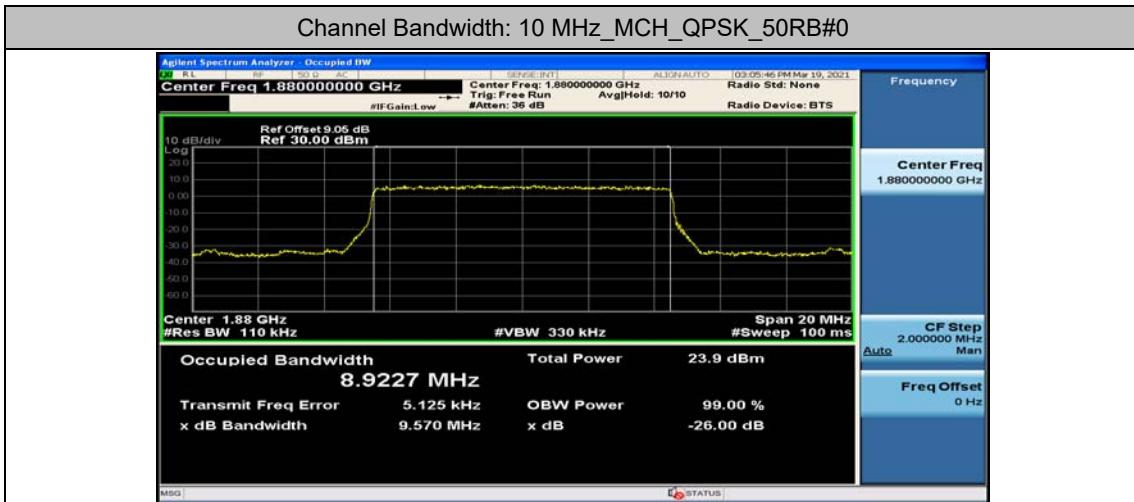 Channel Bandwidth: 10 MHz_MCH_QPSK_50RB#0
Agilent Spectrum Analyzer - Occupied BW
LXI RL RF 50 Ω AC SENSE:INT ALIGN AUTO 03:05:46 PM Mar 19, 2021
Center Freq 1.880000000 GHz
Center Freq: 1.880000000 GHz
Radio Std: None
Trig: Free Run Avg|Hold: 10/10
#IFGain:Low #Atten: 36 dB
Radio Device: BTS
Ref Offset 9.05 dB
10 dB/div Ref 30.00 dBm
Log
20.0
10.0
0.00
-10.0
-20.0
-30.0
-40.0
-50.0
-60.0
Center 1.88 GHz Span 20 MHz
#Res BW 110 kHz #VBW 330 kHz #Sweep 100 ms
Occupied Bandwidth Total Power 23.9 dBm
8.9227 MHz
Transmit Freq Error 5.125 kHz OBW Power 99.00 %
x dB Bandwidth 9.570 MHz x dB -26.00 dB
MSG STATUS
Frequency
Center Freq
1.880000000 GHz
CF Step
2.000000 MHz
Auto Man
Freq Offset
0 Hz